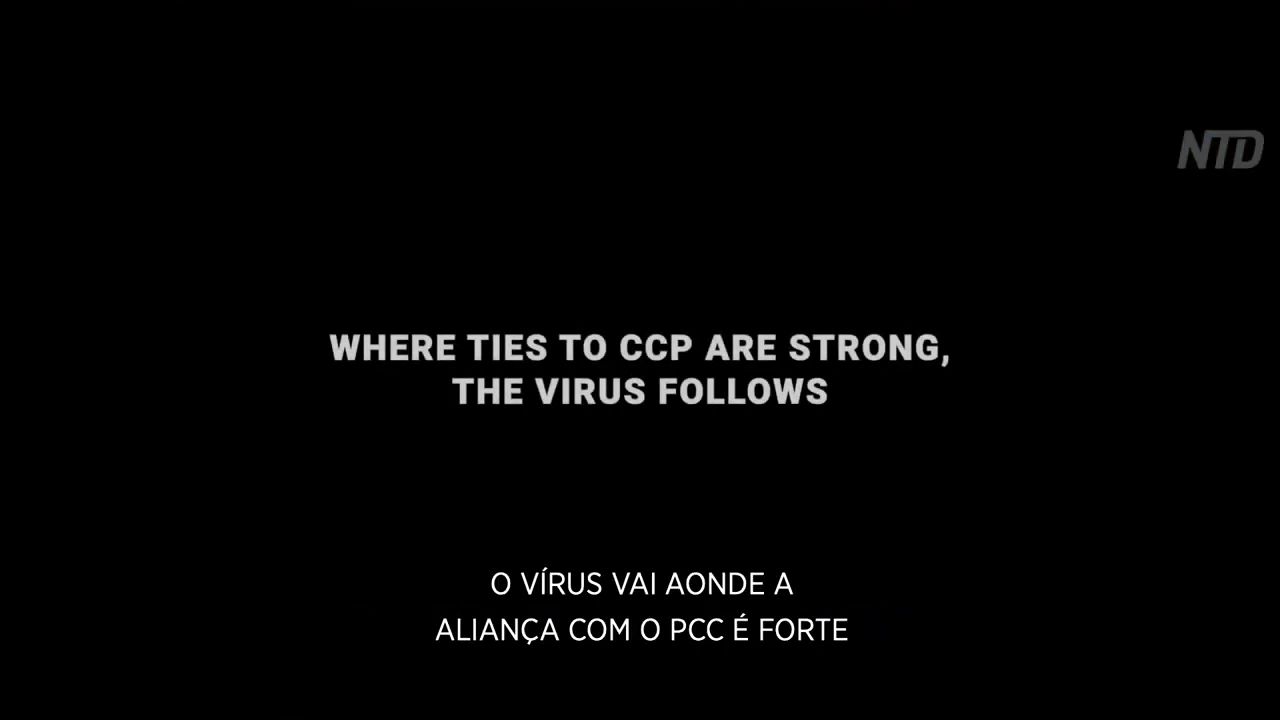 NTD
WHERE TIES TO CCP ARE STRONG,
THE VIRUS FOLLOWS
O VÍRUS VAI AONDE A
ALIANÇA COM O PCC É FORTE